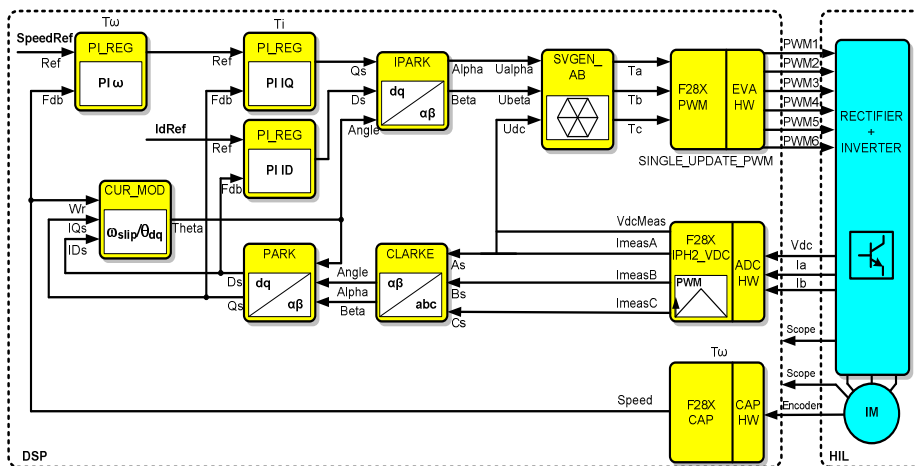 Tω
Ti
SpeedRef
Ref
Fdb
PI_REG
PI ω
Ref
PI_REG
PI IQ
Fdb
IdRef
Ref
PI_REG
PI ID
Fdb
Qs
Ds
Angle
IPARK
dq
αβ
Alpha
Beta
Ualpha
Ubeta
Udc
SVGEN_
AB
Ta
Tb
Tc
F28X
PWM
EVA
HW
SINGLE_UPDATE_PWM
PWM1
PWM2
PWM3
PWM4
PWM5
PWM6
RECTIFIER
+
INVERTER
CUR_MOD
ωslip/θdq
Wr
IQs
IDs
Theta
PARK
dq
αβ
Ds
Qs
Angle
Alpha
Beta
CLARKE
αβ
abc
As
Bs
Cs
VdcMeas
ImeasA
ImeasB
ImeasC
F28X
IPH2_VDC
PWM
ADC
HW
Vdc
Ia
Ib
Scope
Scope
Encoder
Tω
Speed
F28X
CAP
CAP
HW
IM
DSP
HIL